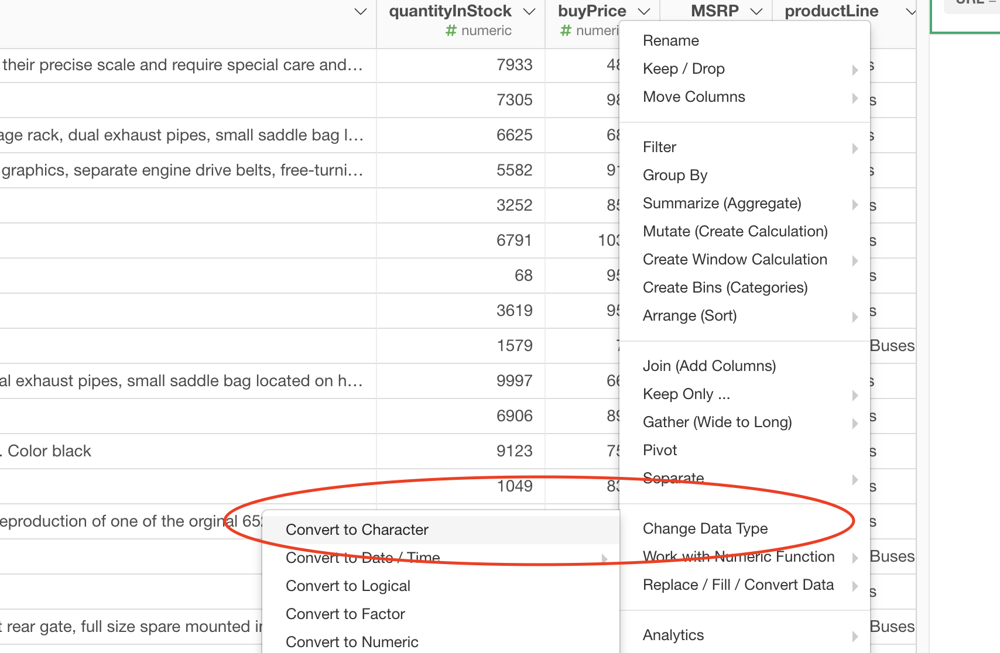 quantityInStock buyPrice MSRP productLine
# numeric # numeri
their precise scale and require special care and... 7933 48
7305 98
age rack, dual exhaust pipes, small saddle bag l... 6625 68
graphics, separate engine drive belts, free-turni... 5582 91
3252 85
6791 103
68 95
3619 95
1579 Buses
al exhaust pipes, small saddle bag located on h... 9997 66
6906 89
. Color black 9123 75
1049 83
eproduction of one of the orginal 652
Buses
t rear gate, full size spare mounted in
Buses
Rename
Keep / Drop
Move Columns
Filter
Group By
Summarize (Aggregate)
Mutate (Create Calculation)
Create Window Calculation
Create Bins (Categories)
Arrange (Sort)
Join (Add Columns)
Keep Only ...
Gather (Wide to Long)
Pivot
Separate
Change Data Type
Work with Numeric Function
Replace / Fill / Convert Data
Analytics
Convert to Character
Convert to Date / Time
Convert to Logical
Convert to Factor
Convert to Numeric